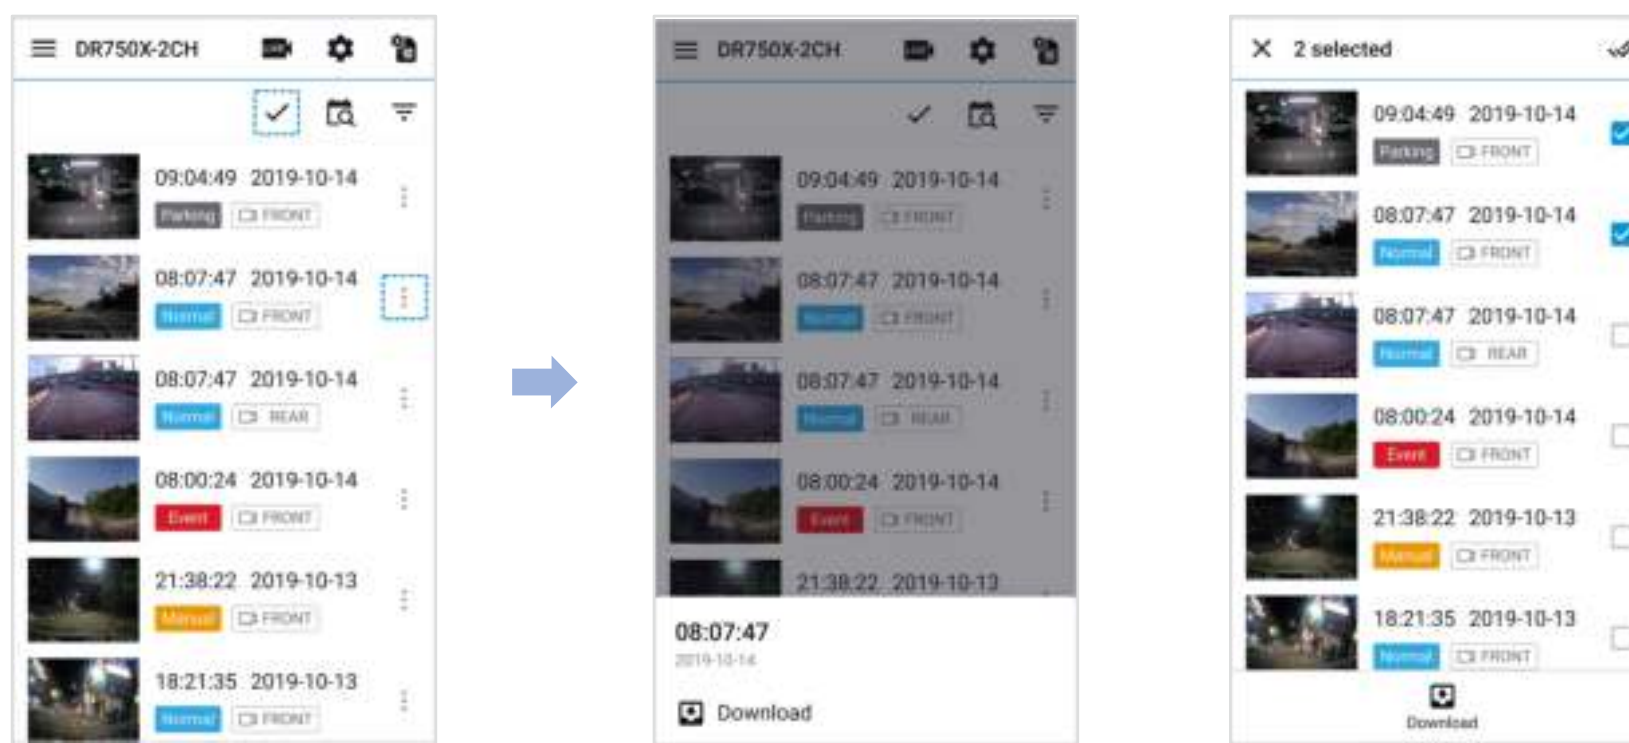 DR750X-2CH
09:04:49 2019-10-14
Parking FRONT
08:07:47 2019-10-14
Normal FRONT
08:07:47 2019-10-14
Normal REAR
08:00:24 2019-10-14
Event FRONT
21:38:22 2019-10-13
Manual FRONT
18:21:35 2019-10-13
Normal FRONT
DR750X-2CH
09:04:49 2019-10-14
Parking FRONT
08:07:47 2019-10-14
Normal FRONT
08:07:47 2019-10-14
Normal REAR
08:00:24 2019-10-14
Event FRONT
21:38:22 2019-10-13
08:07:47
2019-10-14
Download
2 selected
09:04:49 2019-10-14
Parking FRONT
08:07:47 2019-10-14
Normal FRONT
08:07:47 2019-10-14
Normal REAR
08:00:24 2019-10-14
Event FRONT
21:38:22 2019-10-13
Manual FRONT
18:21:35 2019-10-13
Normal FRONT
Download